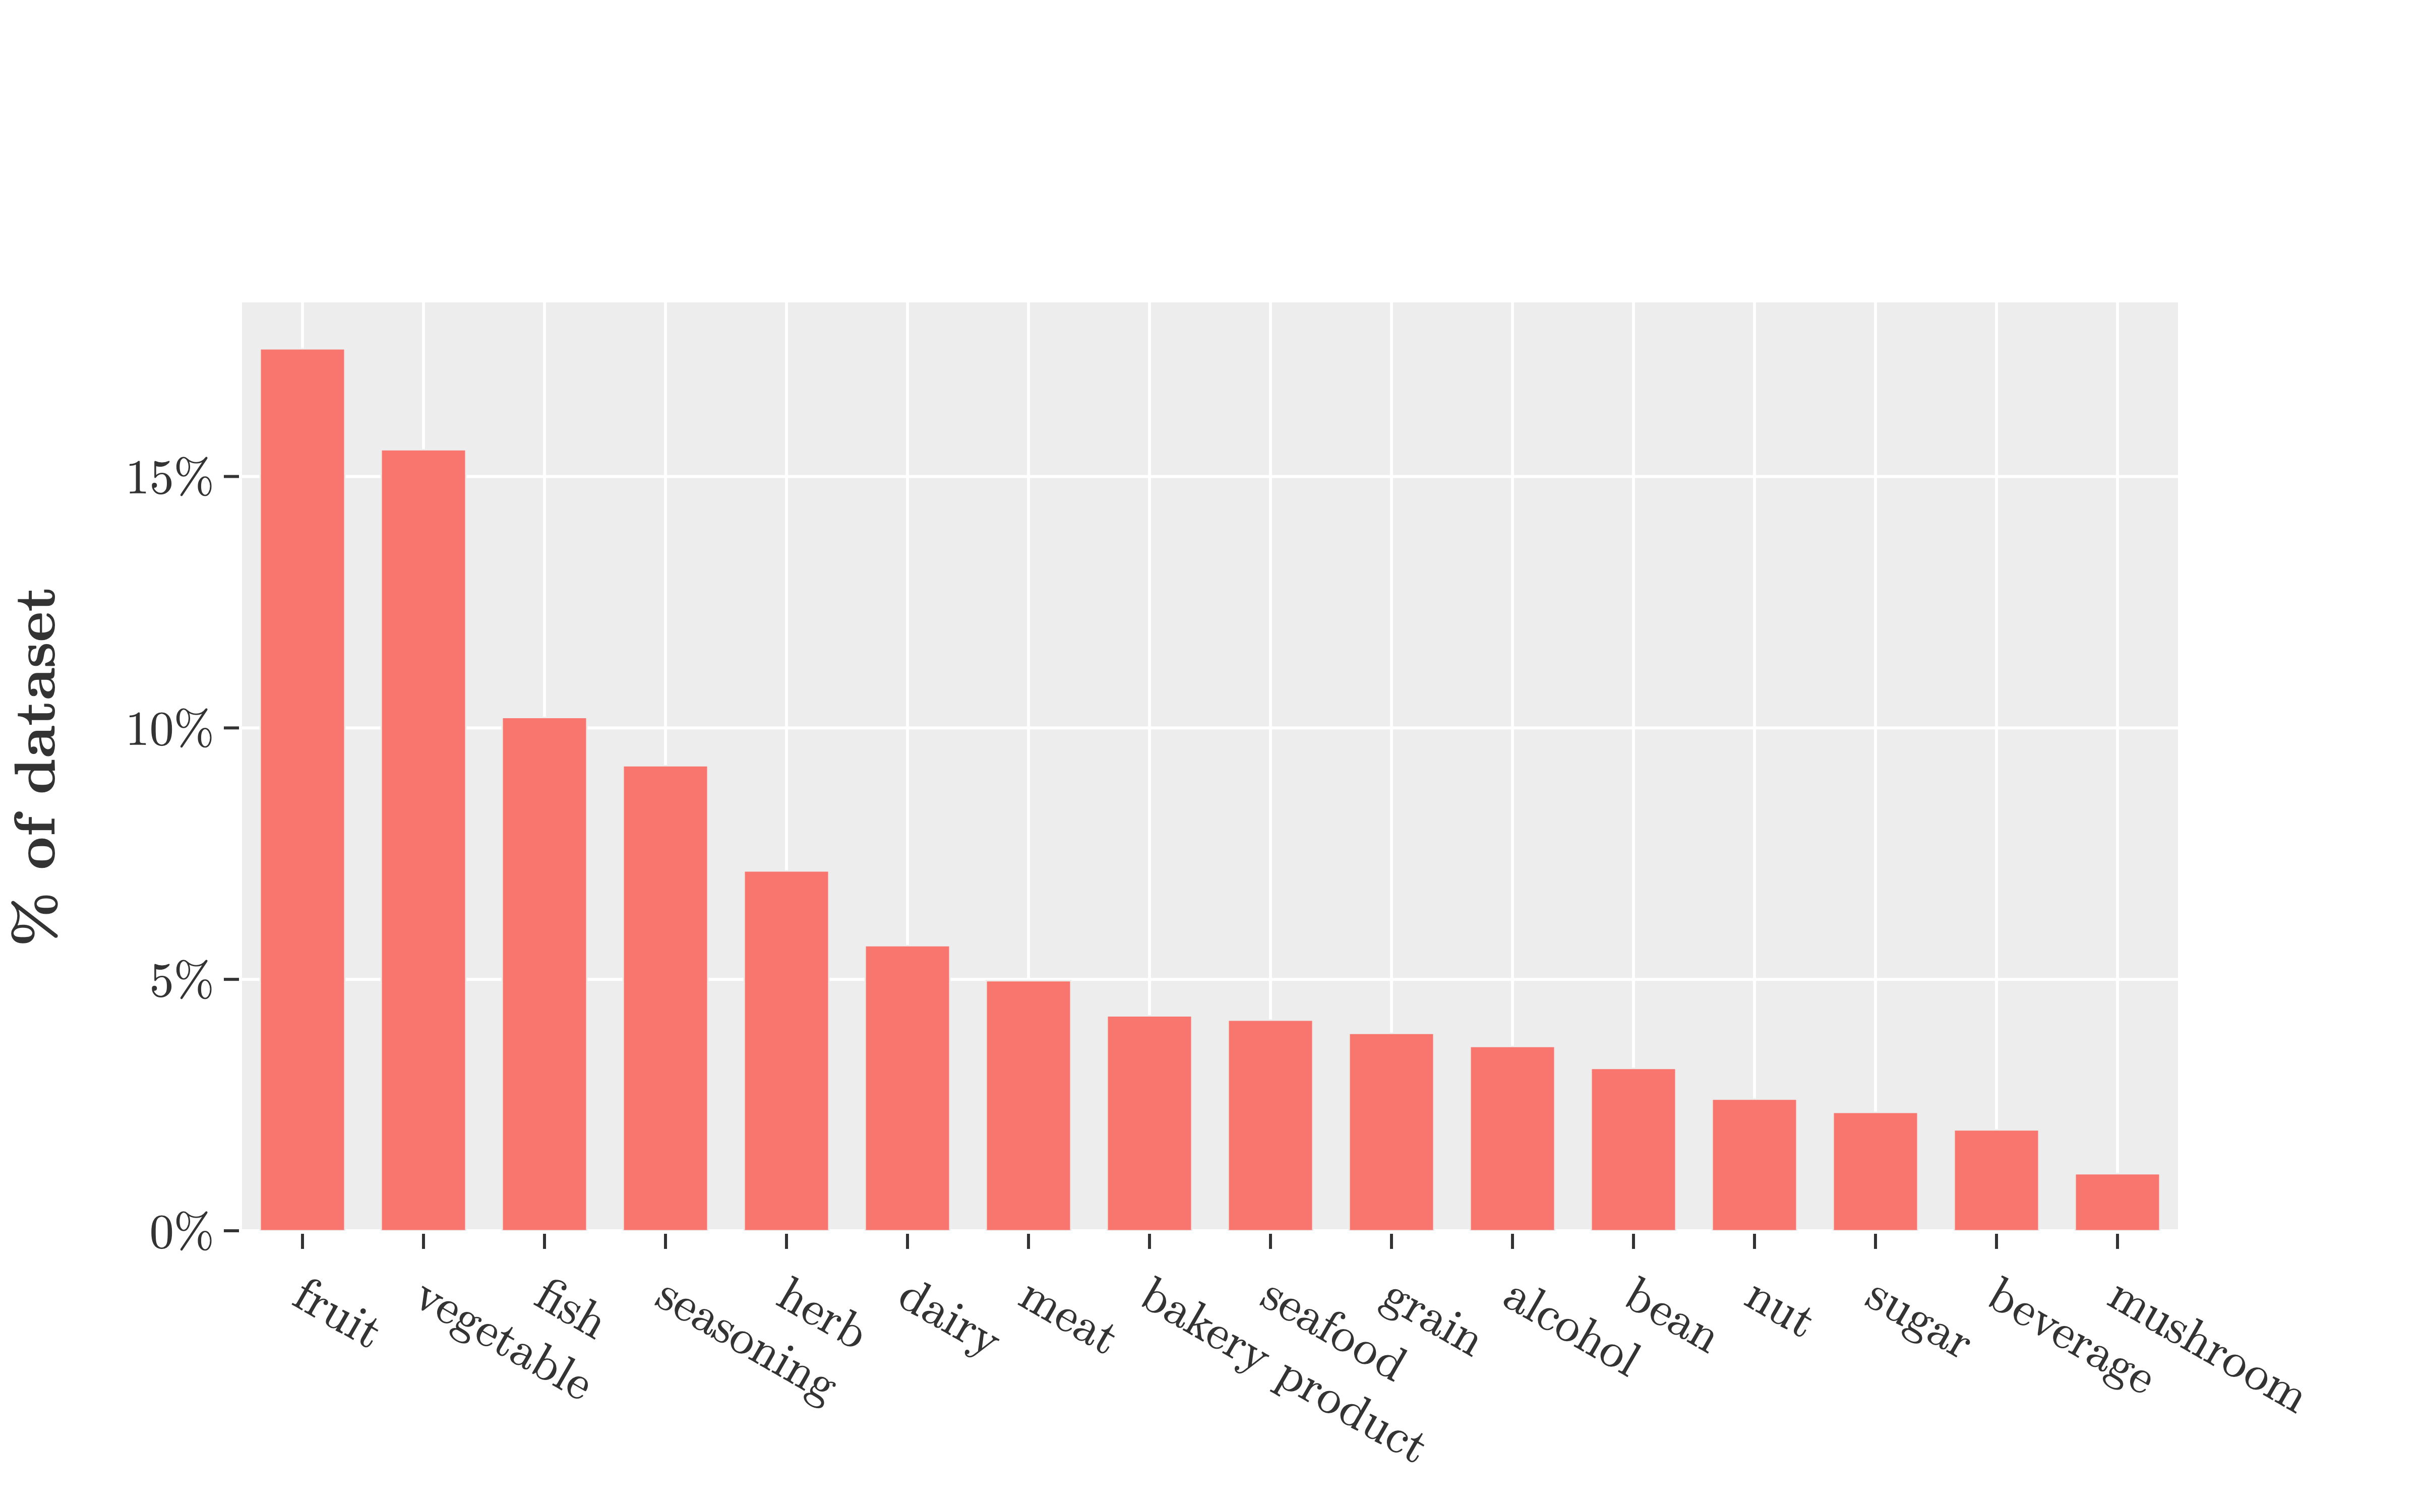 % of dataset
15%
10%
5%
0%
fruit
vegetable
fish
seasoning
herb
dairy
meat
bakery product
seafood
grain
alcohol
bean
nut
sugar
beverage
mushroom